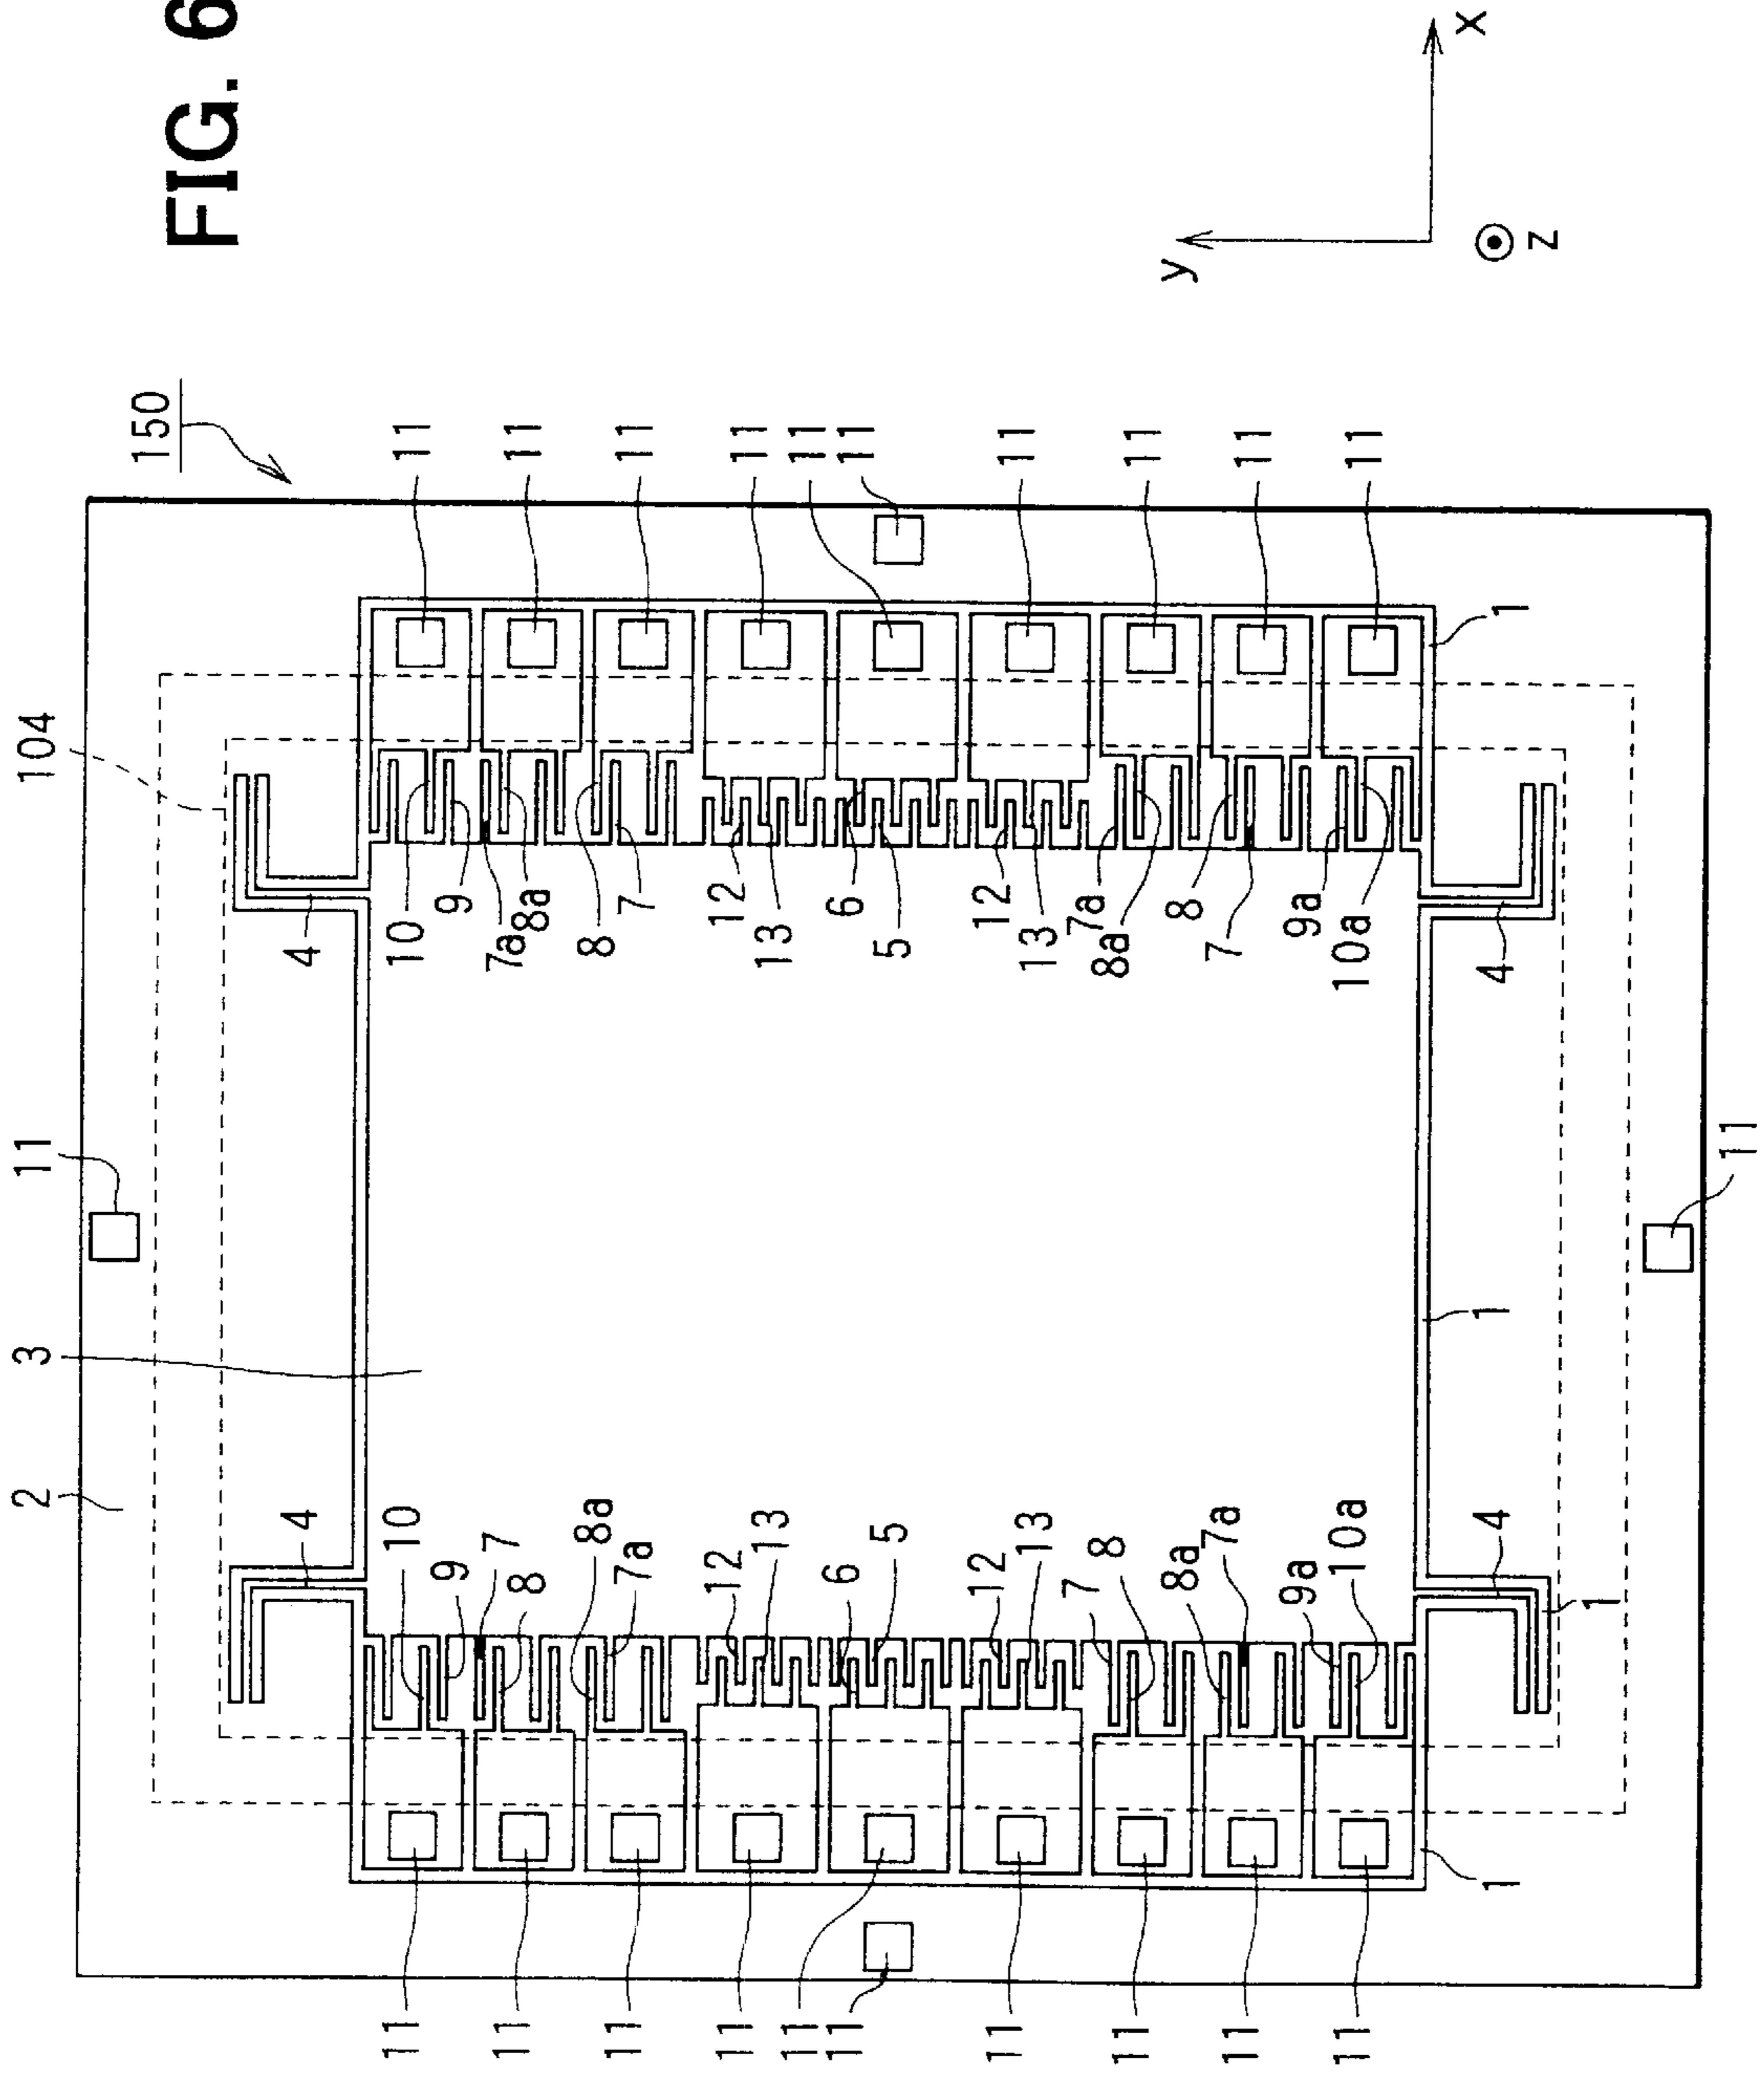 2 3 11 104
150
FIG. 6
4 4
11 10 10 11
9 9
11 7 7a 11
8 8a
8a 8
11 7a 7 11
11 12 12 11
13 13
11 11
11 6 6 11
5 5
11 12 12 11
13 13
7 7a
11 8 8a 11
8a 8 y
11 7a 7 11
9a 9a
11 10a 10a 11
1 4 1 4 1 x
z
1
11